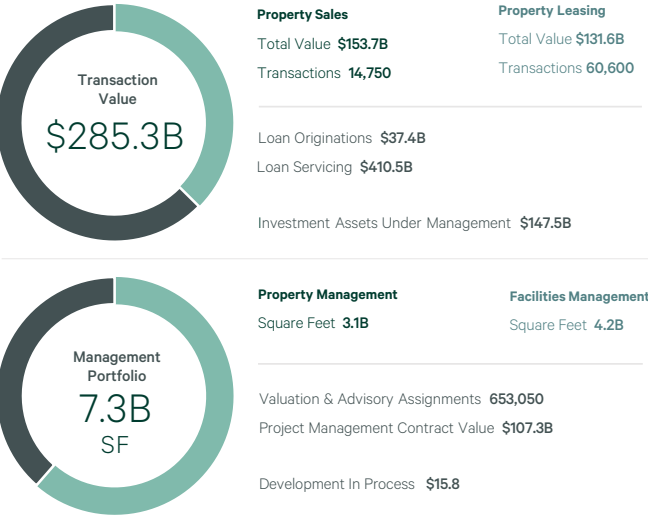 Transaction
Value
$285.3B
Property Sales
Total Value $153.7B
Transactions 14,750
Property Leasing
Total Value $131.6B
Transactions 60,600
Loan Originations $37.4B
Loan Servicing $410.5B
Investment Assets Under Management $147.5B
Management
Portfolio
7.3B
SF
Property Management
Square Feet 3.1B
Facilities Management
Square Feet 4.2B
Valuation & Advisory Assignments 653,050
Project Management Contract Value $107.3B
Development In Process $15.8